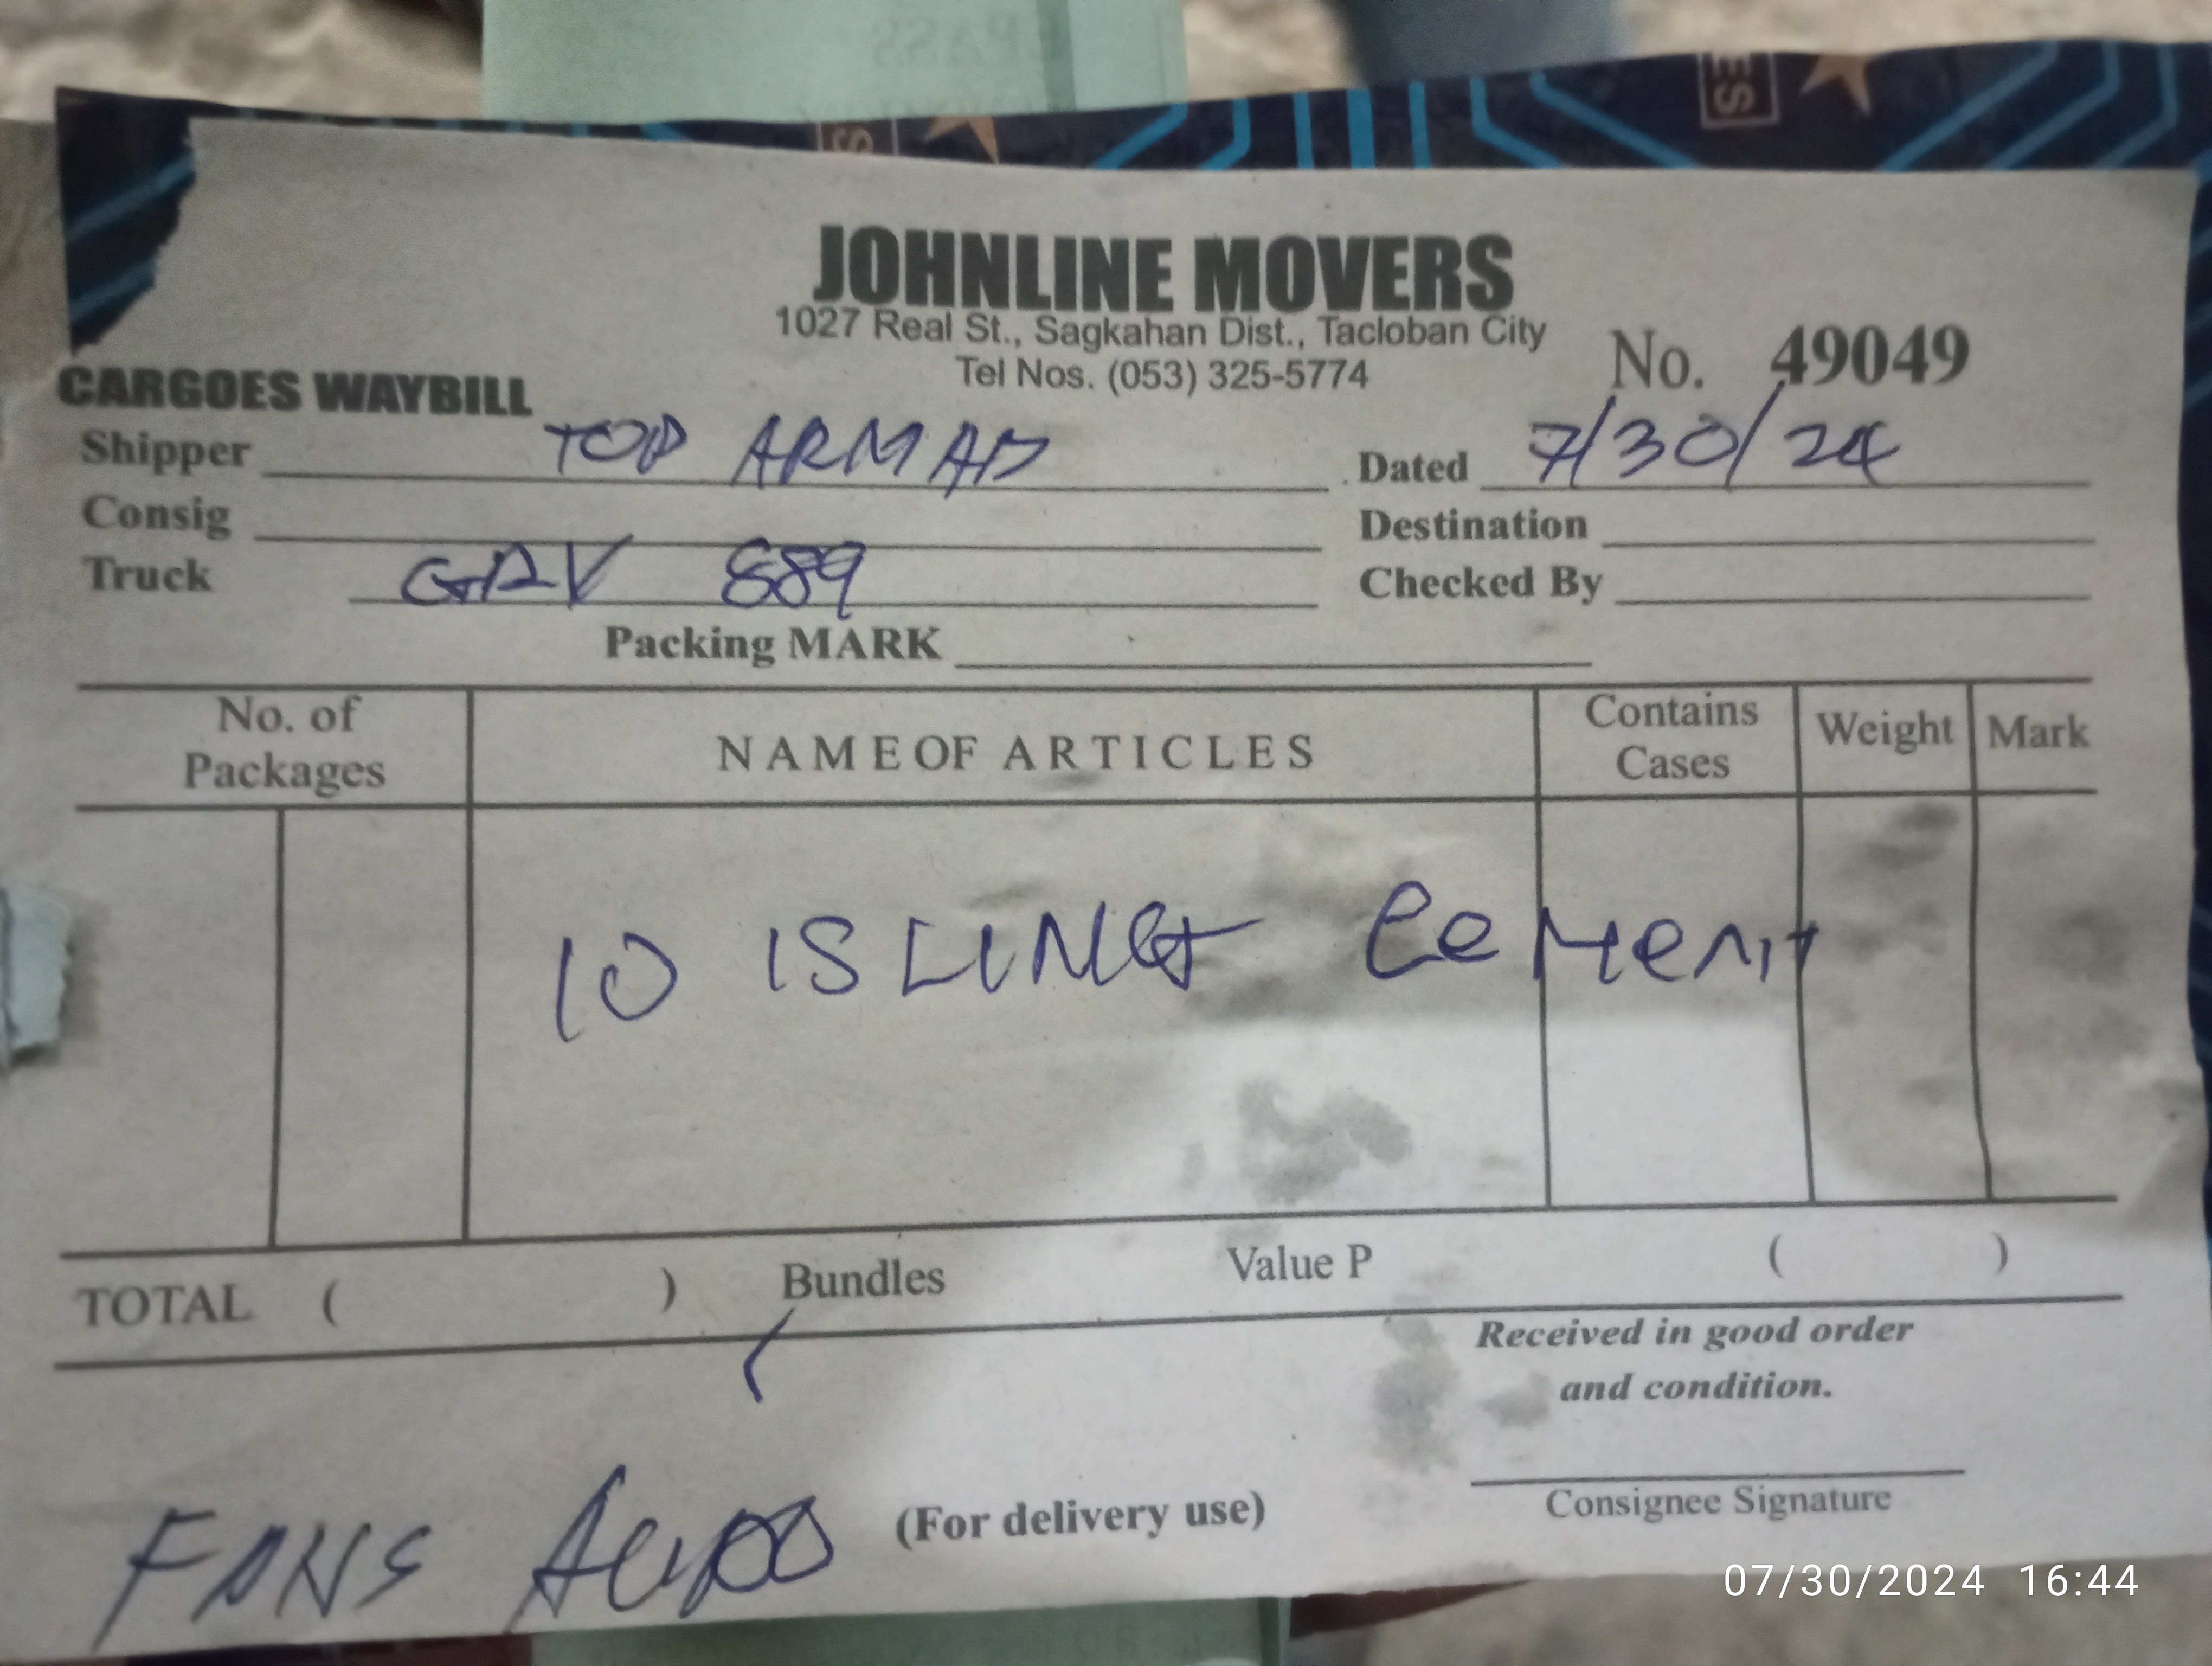 JOHNLINE MOVERS
1027 Real St., Sagkahan Dist., Tacloban City
Tel Nos. (053) 325-5774
No. 49049
CARGOES WAYBILL
Shipper TOP ARMAD
Dated 7/30/24
Consig
Destination
Truck GAV 889
Checked By
Packing MARK
No. of Packages
NAME OF ARTICLES
Contains Cases
Weight
Mark
10 ISLING Cement
TOTAL ( ) Bundles Value P ( )
Received in good order
and condition.
FANS
(For delivery use)
Consignee Signature
07/30/2024 16:44